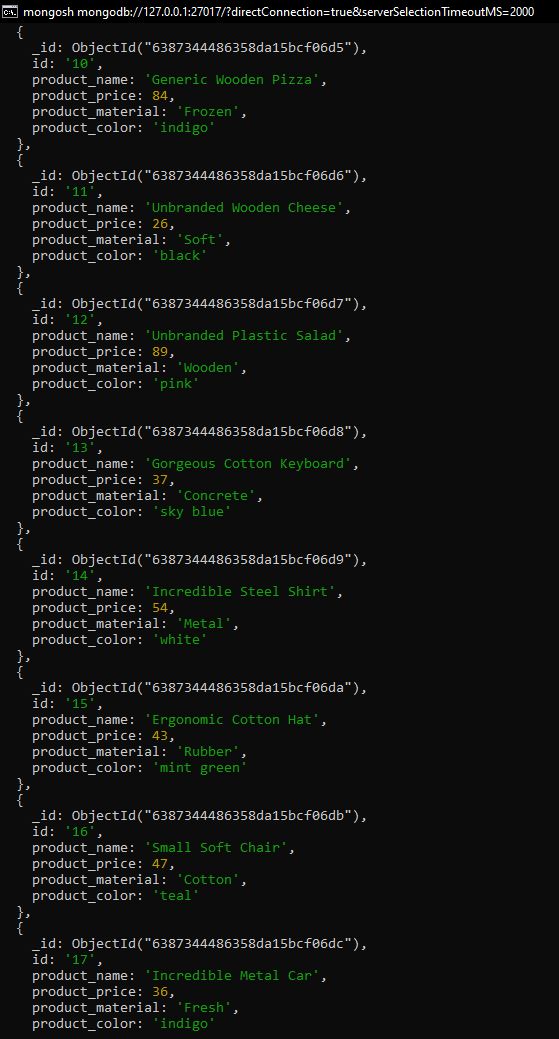 mongosh mongodb://127.0.0.1:27017/?directConnection=true&serverSelectionTimeoutMS=2000
{
_id: ObjectId("6387344486358da15bcf06d5"),
id: '10',
product_name: 'Generic Wooden Pizza',
product_price: 84,
product_material: 'Frozen',
product_color: 'indigo'
},
{
_id: ObjectId("6387344486358da15bcf06d6"),
id: '11',
product_name: 'Unbranded Wooden Cheese',
product_price: 26,
product_material: 'Soft',
product_color: 'black'
},
{
_id: ObjectId("6387344486358da15bcf06d7"),
id: '12',
product_name: 'Unbranded Plastic Salad',
product_price: 89,
product_material: 'Wooden',
product_color: 'pink'
},
{
_id: ObjectId("6387344486358da15bcf06d8"),
id: '13',
product_name: 'Gorgeous Cotton Keyboard',
product_price: 37,
product_material: 'Concrete',
product_color: 'sky blue'
},
{
_id: ObjectId("6387344486358da15bcf06d9"),
id: '14',
product_name: 'Incredible Steel Shirt',
product_price: 54,
product_material: 'Metal',
product_color: 'white'
},
{
_id: ObjectId("6387344486358da15bcf06da"),
id: '15',
product_name: 'Ergonomic Cotton Hat',
product_price: 43,
product_material: 'Rubber',
product_color: 'mint green'
},
{
_id: ObjectId("6387344486358da15bcf06db"),
id: '16',
product_name: 'Small Soft Chair',
product_price: 47,
product_material: 'Cotton',
product_color: 'teal'
},
{
_id: ObjectId("6387344486358da15bcf06dc"),
id: '17',
product_name: 'Incredible Metal Car',
product_price: 36,
product_material: 'Fresh',
product_color: 'indigo'